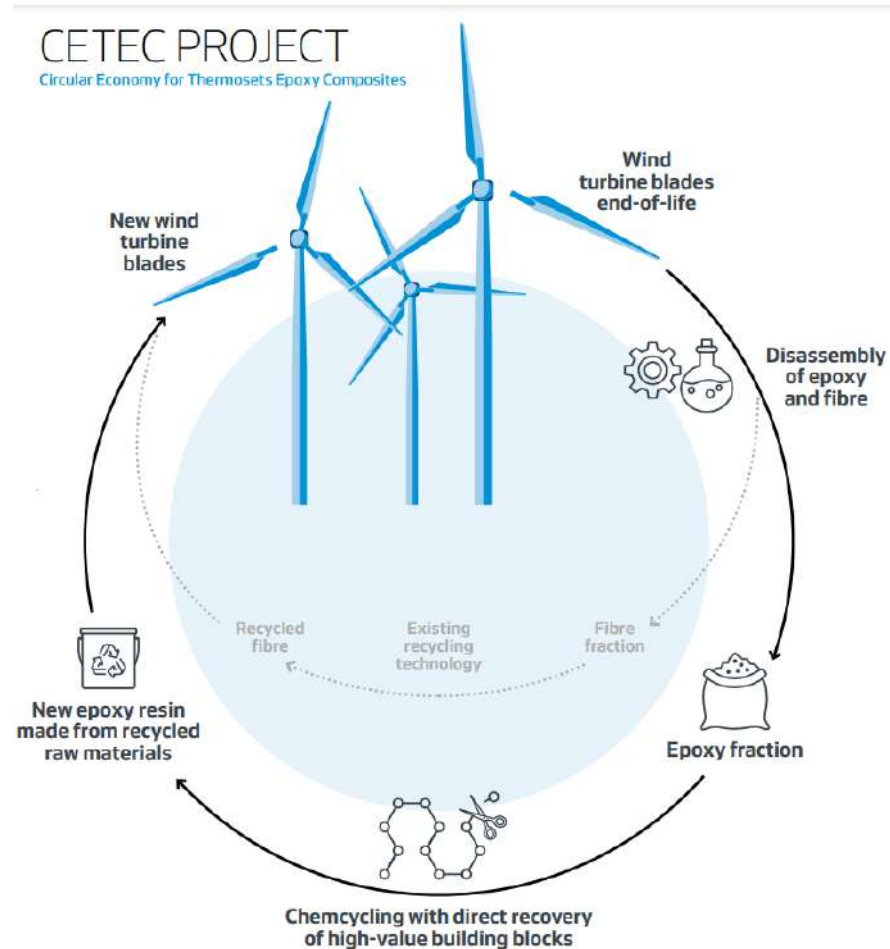 CETEC PROJECT
Circular Economy for Thermosets Epoxy Composites
Wind
turbine blades
end-of-life
New wind
turbine
blades
Disassembly
of epoxy
and fibre
Recycled
fibre
Existing
recycling
technology
Fibre
fraction
New epoxy resin
made from recycled
raw materials
Epoxy fraction
Chemcycling with direct recovery
of high-value building blocks